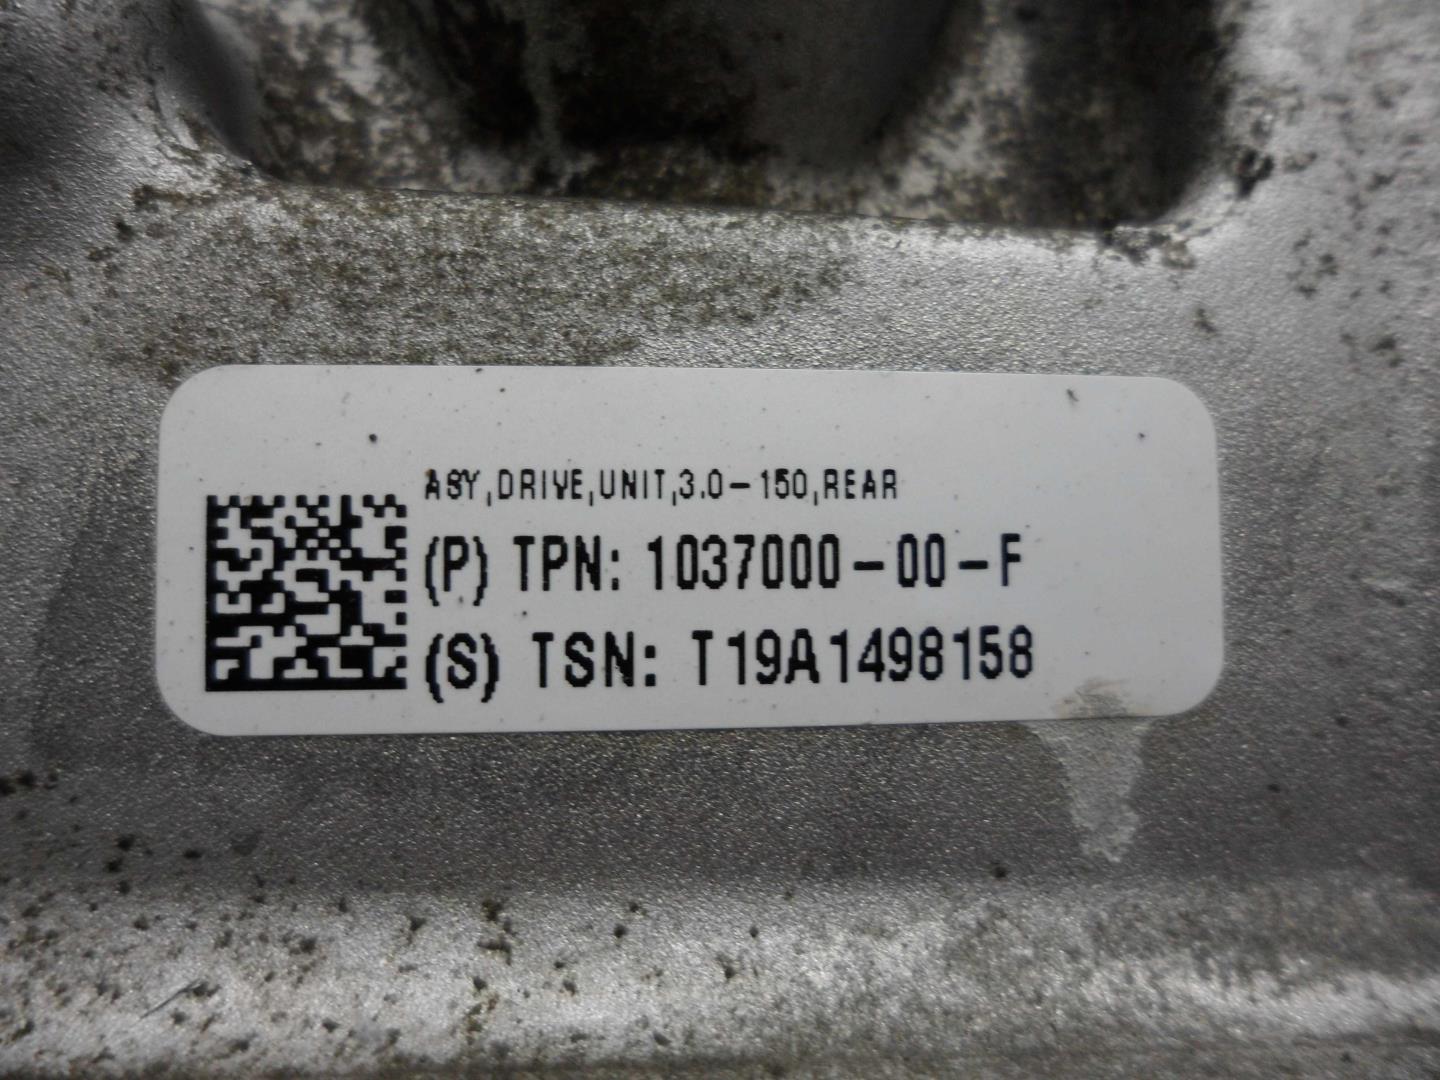 ASY,DRIVE,UNIT,3.0-150,REAR
(P) TPN: 1037000-00-F
(S) TSN: T19A1498158